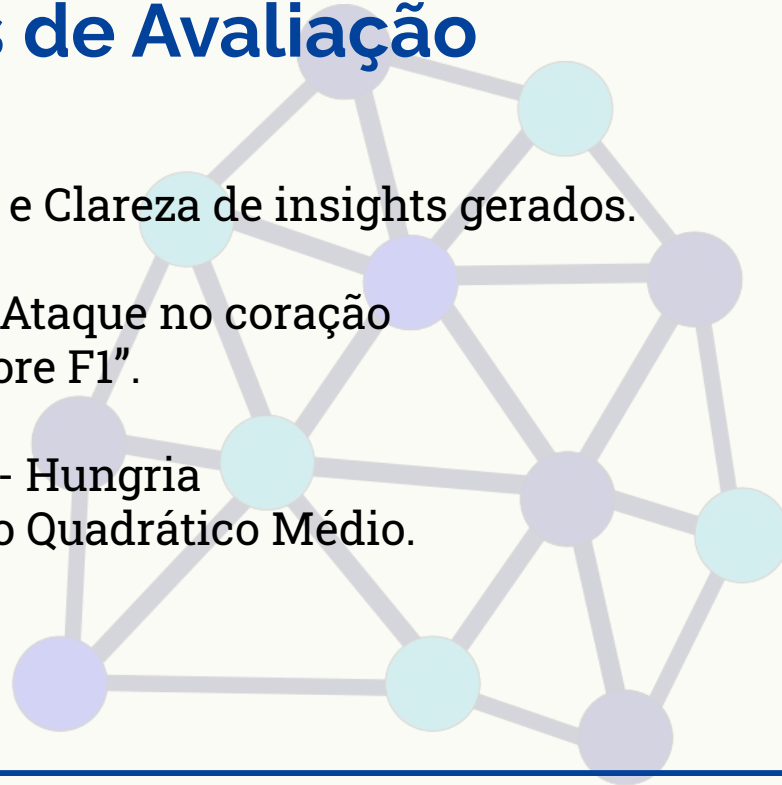 s de Avaliação
e Clareza de insights gerados.
Ataque no coração
ore F1”.
- Hungria
o Quadrático Médio.